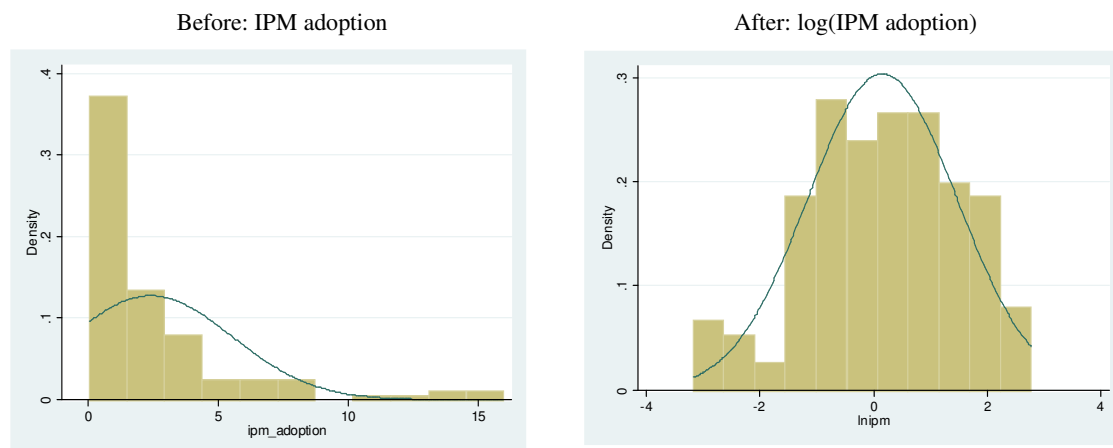 Before: IPM adoption
.4
.3
.2
.1
0
Density
0 5 10 15
ipm_adoption
After: log(IPM adoption)
.3
.2
.1
0
Density
-4 -2 0 2 4
lnipm